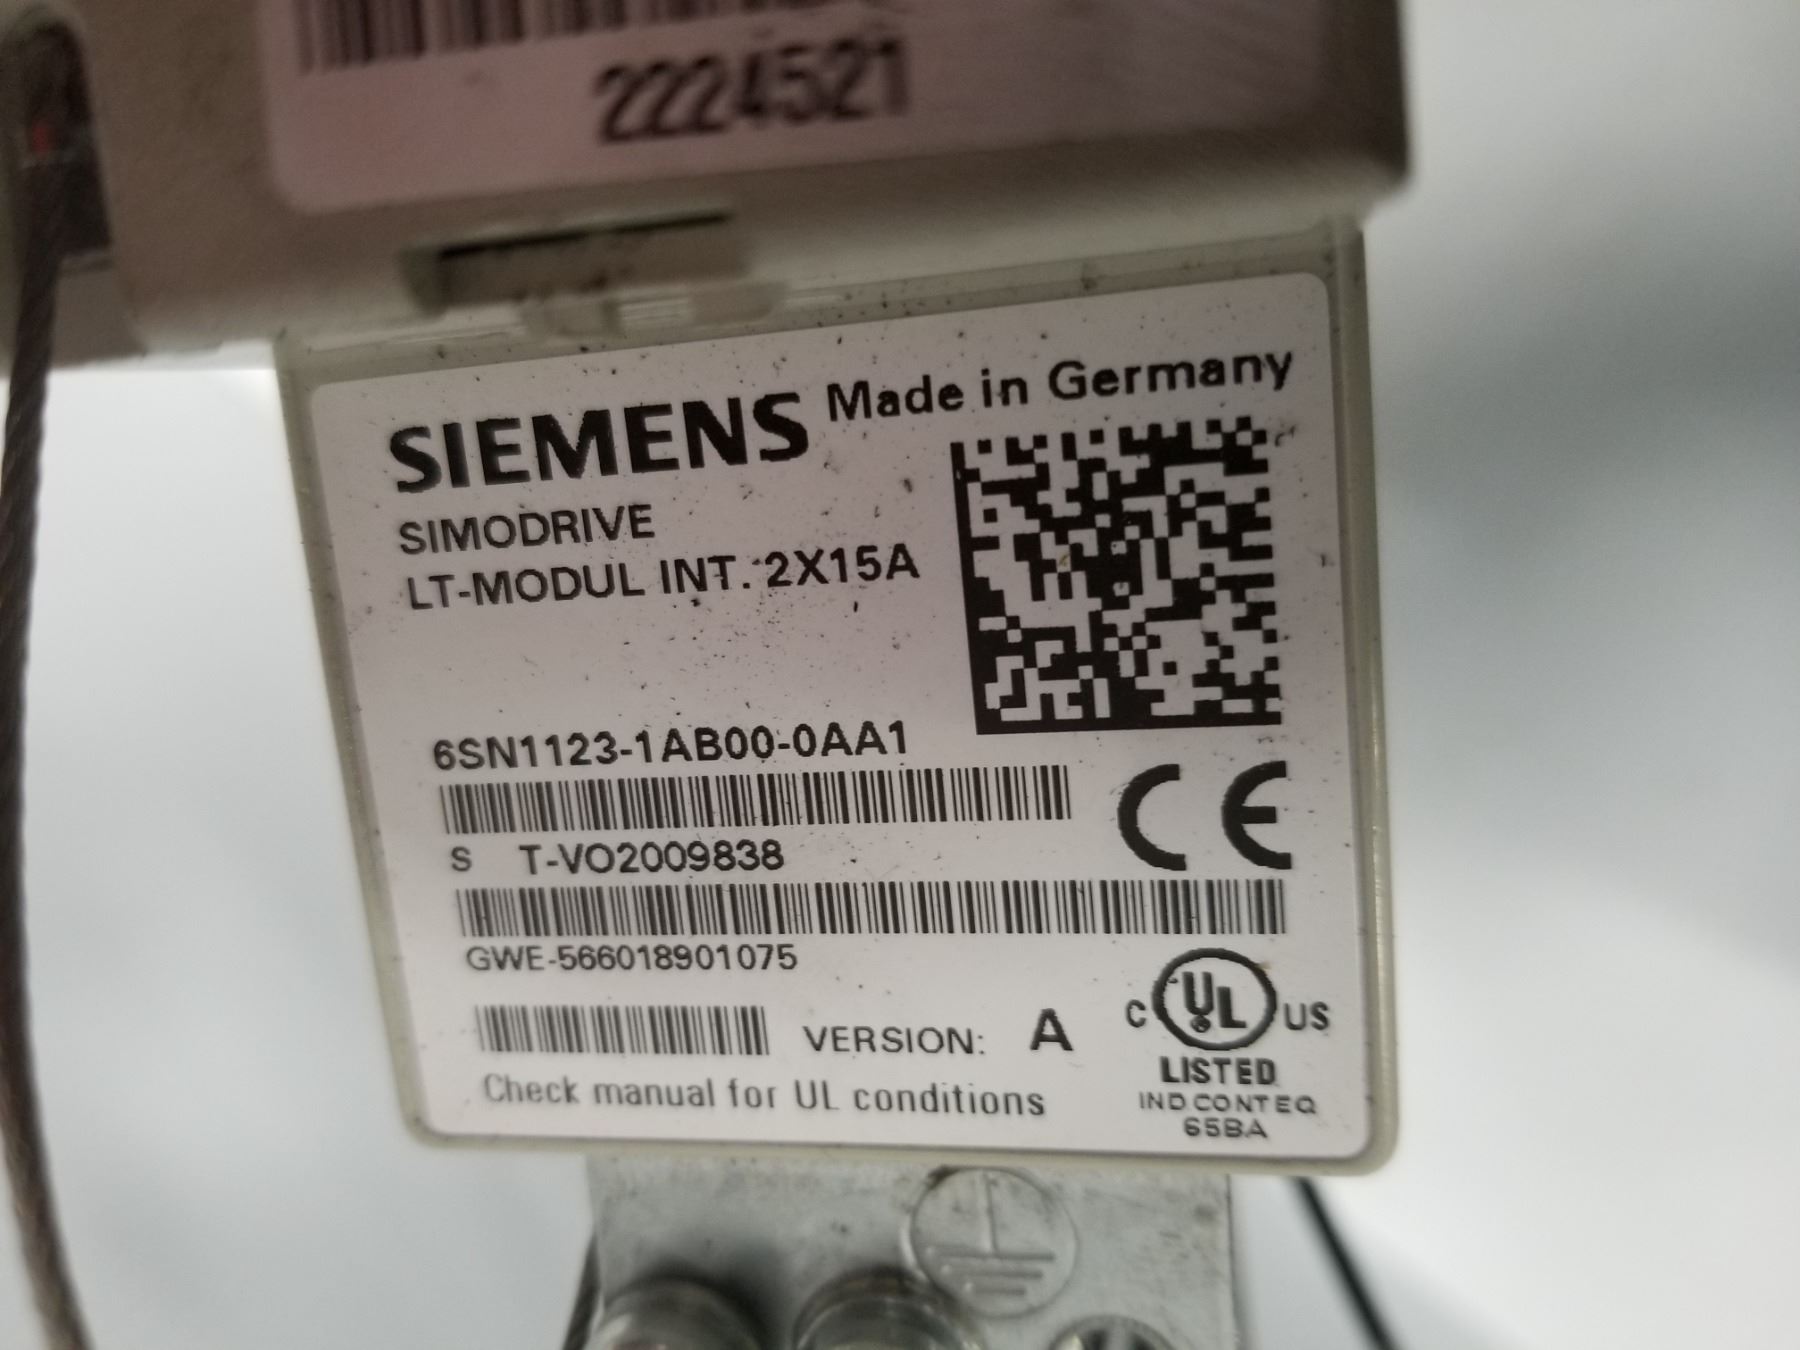 2224521
SIEMENS Made in Germany
SIMODRIVE
LT-MODUL INT. 2X15A
6SN1123-1AB00-0AA1
CE
S T-VO2009838
GWE-566018901075
VERSION: A
C UL US
LISTED
IND.CONT.EQ
65BA
Check manual for UL conditions